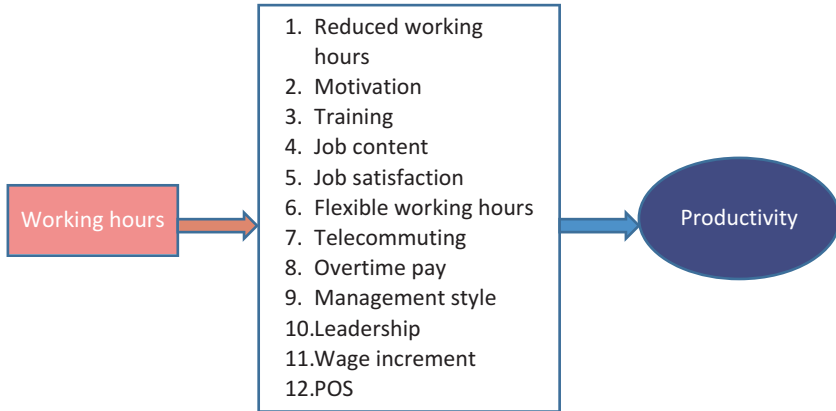 Working hours
1. Reduced working
hours
2. Motivation
3. Training
4. Job content
5. Job satisfaction
6. Flexible working hours
7. Telecommuting
8. Overtime pay
9. Management style
10.Leadership
11.Wage increment
12.POS
Productivity